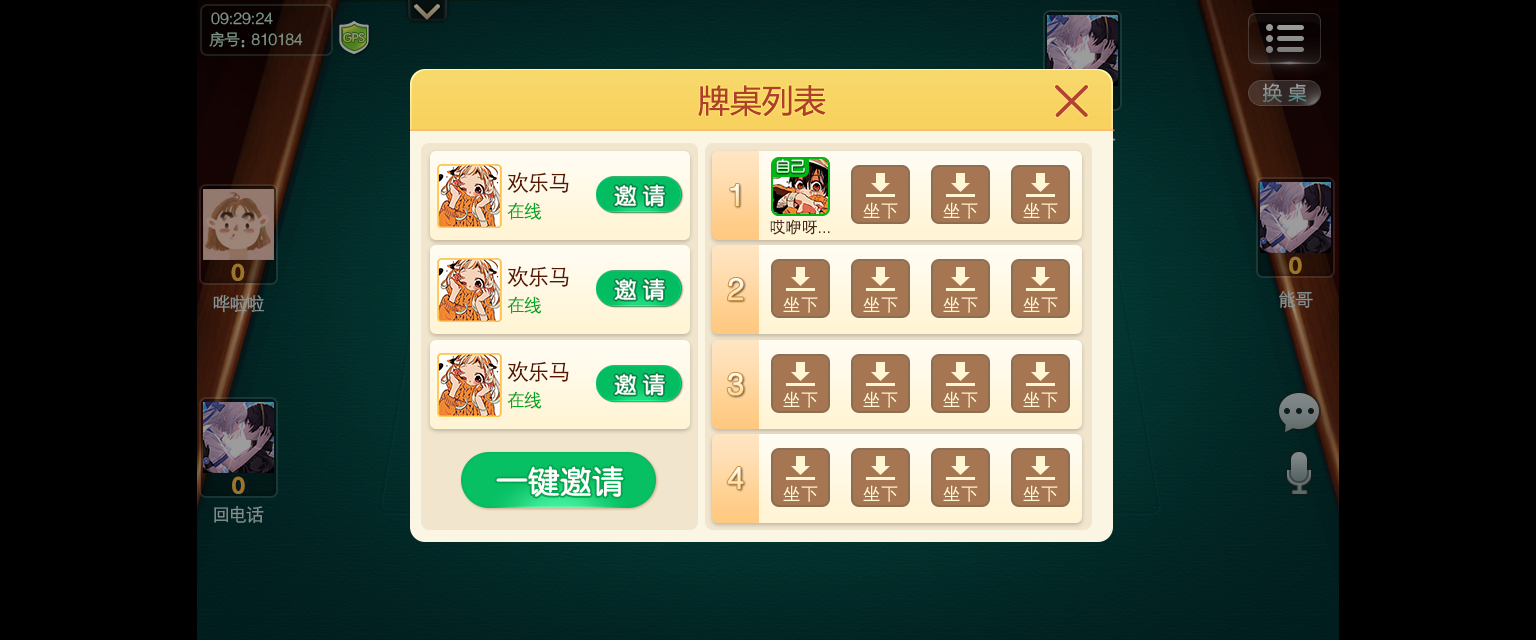 09:29:24
房号：810184
GPS
换桌
牌桌列表
欢乐马
在线
邀请
欢乐马
在线
邀请
欢乐马
在线
邀请
一键邀请
1
自己
哎咿呀...
坐下
坐下
坐下
2
坐下
坐下
坐下
坐下
3
坐下
坐下
坐下
坐下
4
坐下
坐下
坐下
坐下
0
哗啦啦
0
回电话
0
能哥